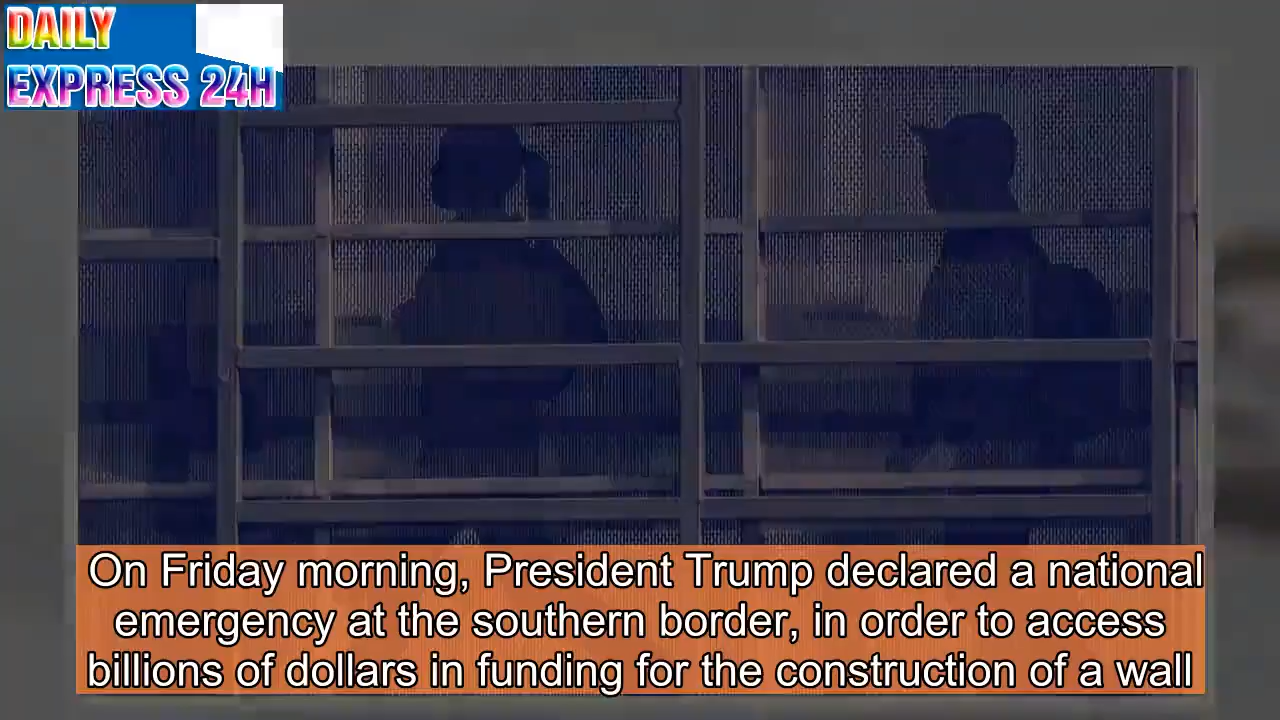 DAILY
EXPRESS 24H
On Friday morning, President Trump declared a national
emergency at the southern border, in order to access
billions of dollars in funding for the construction of a wall